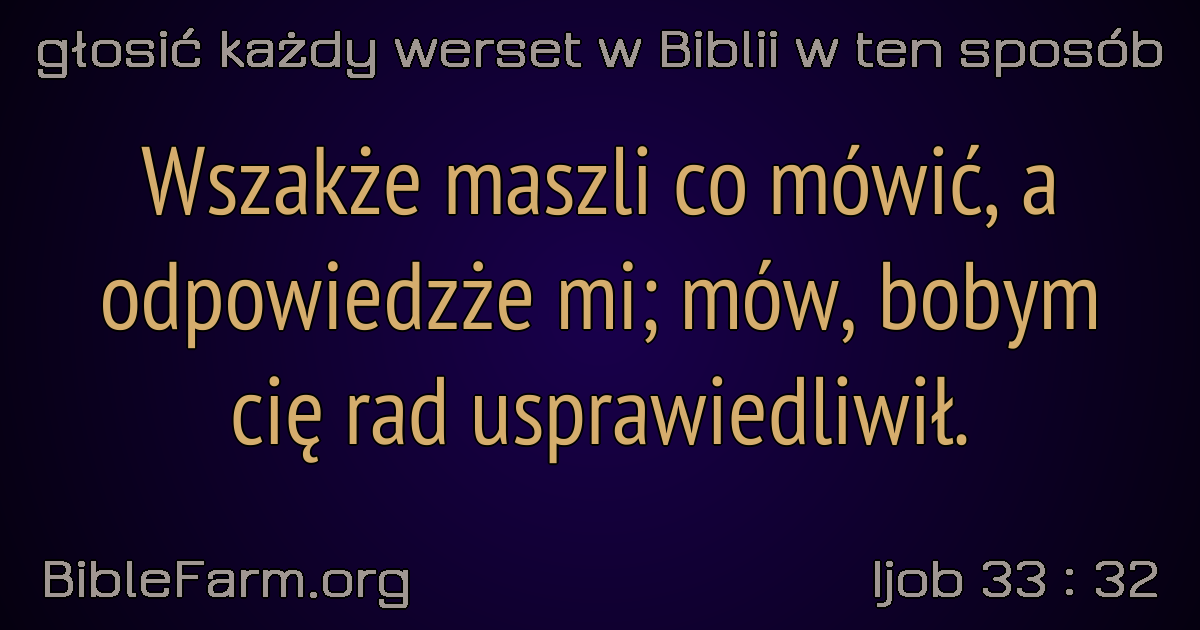 głosić każdy werset w Biblii w ten sposób
Wszakże maszli co mówić, a
odpowiedzże mi; mów, bobym
cię rad usprawiedliwił.
BibleFarm.org
Ijob 33 : 32